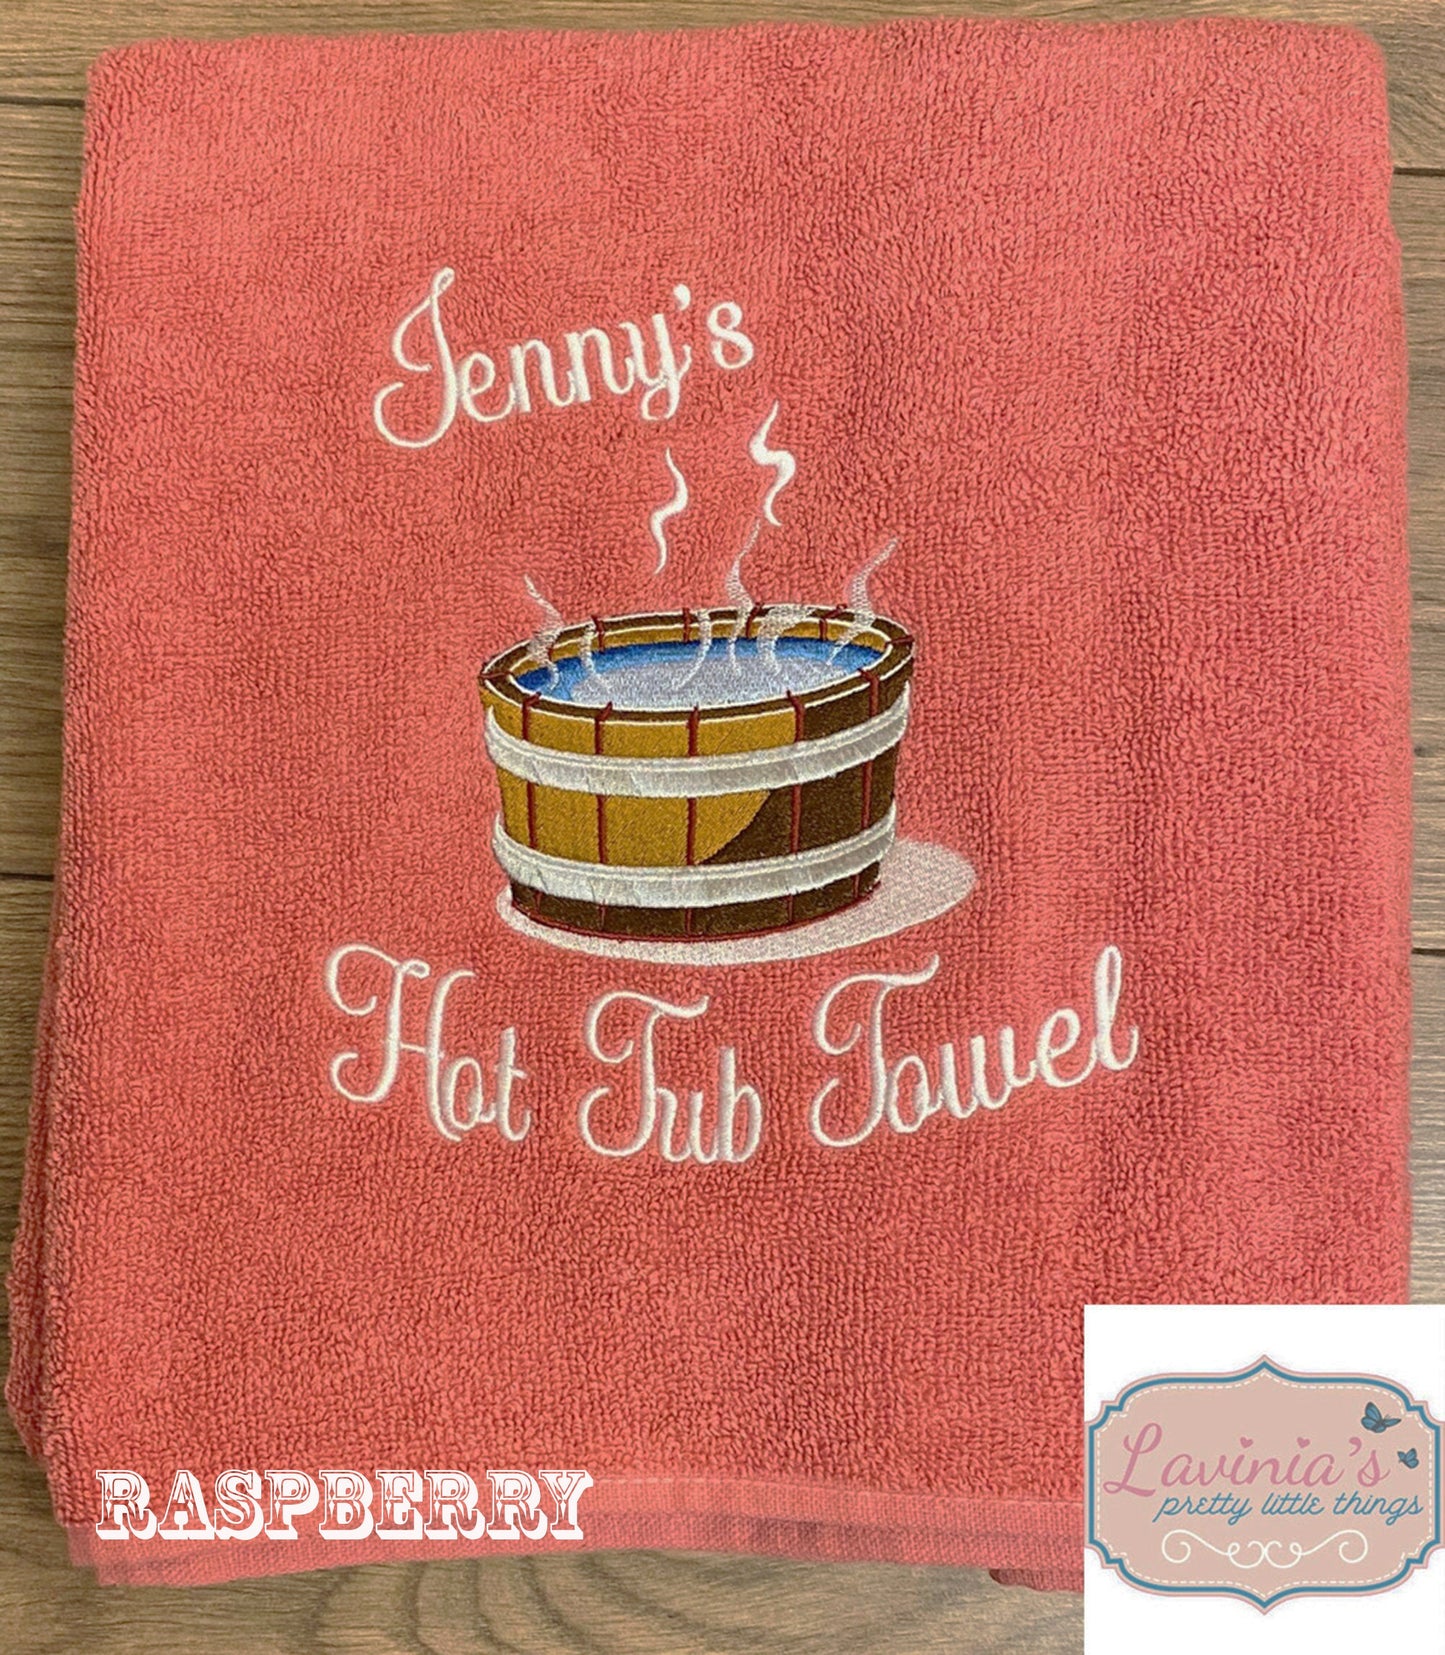 Jenny's
Hot Tub Towel
RASPBERRY
Lavinia's
pretty little things